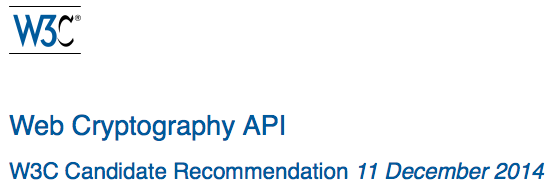 W3C®
Web Cryptography API
W3C Candidate Recommendation 11 December 2014